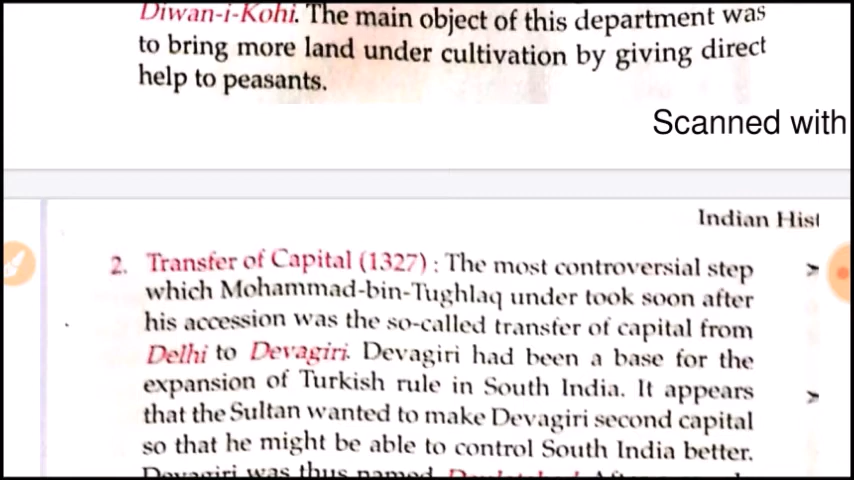 Diwan-i-Kohi. The main object of this department was
to bring more land under cultivation by giving direct
help to peasants.
Scanned with
Indian Hist
2. Transfer of Capital (1327) : The most controversial step
which Mohammad-bin-Tughlaq under took soon after
his accession was the so-called transfer of capital from
Delhi to Devagiri. Devagiri had been a base for the
expansion of Turkish rule in South India. It appears
that the Sultan wanted to make Devagiri second capital
so that he might be able to control South India better.
Devagiri was thus named